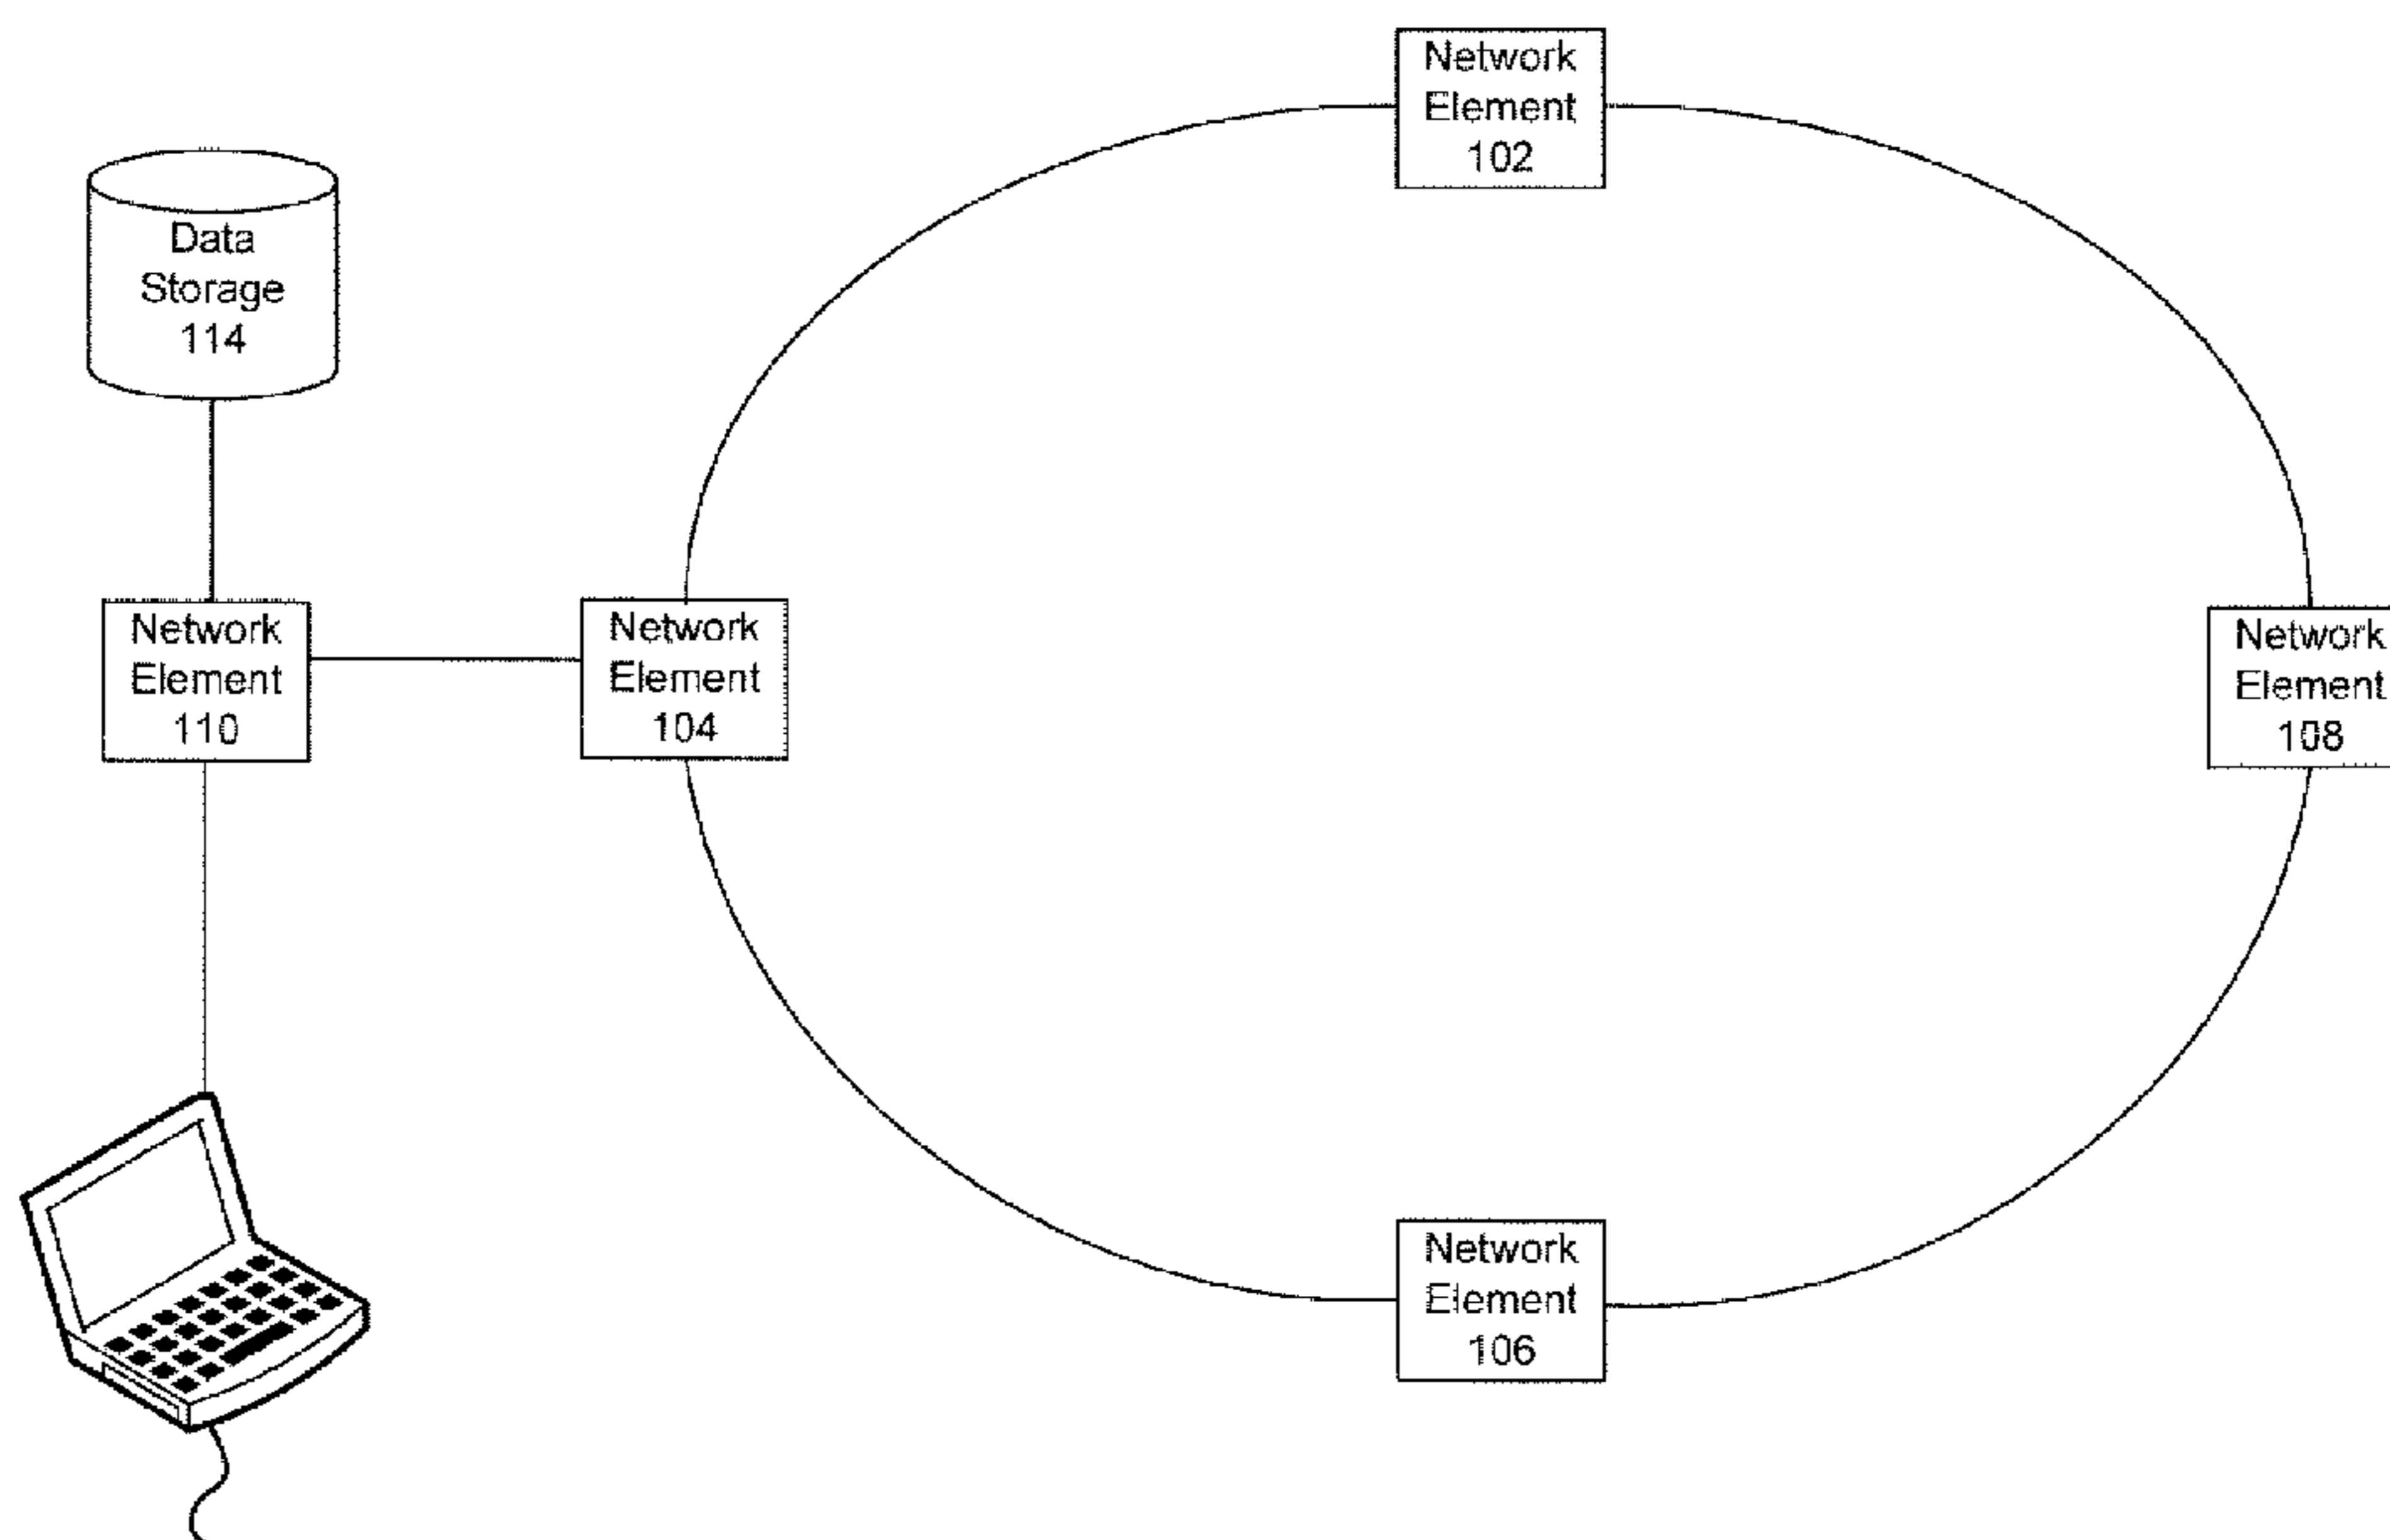 Network
Element
102
Data
Storage
114
Network
Element
110
Network
Element
104
Network
Element
108
Network
Element
106